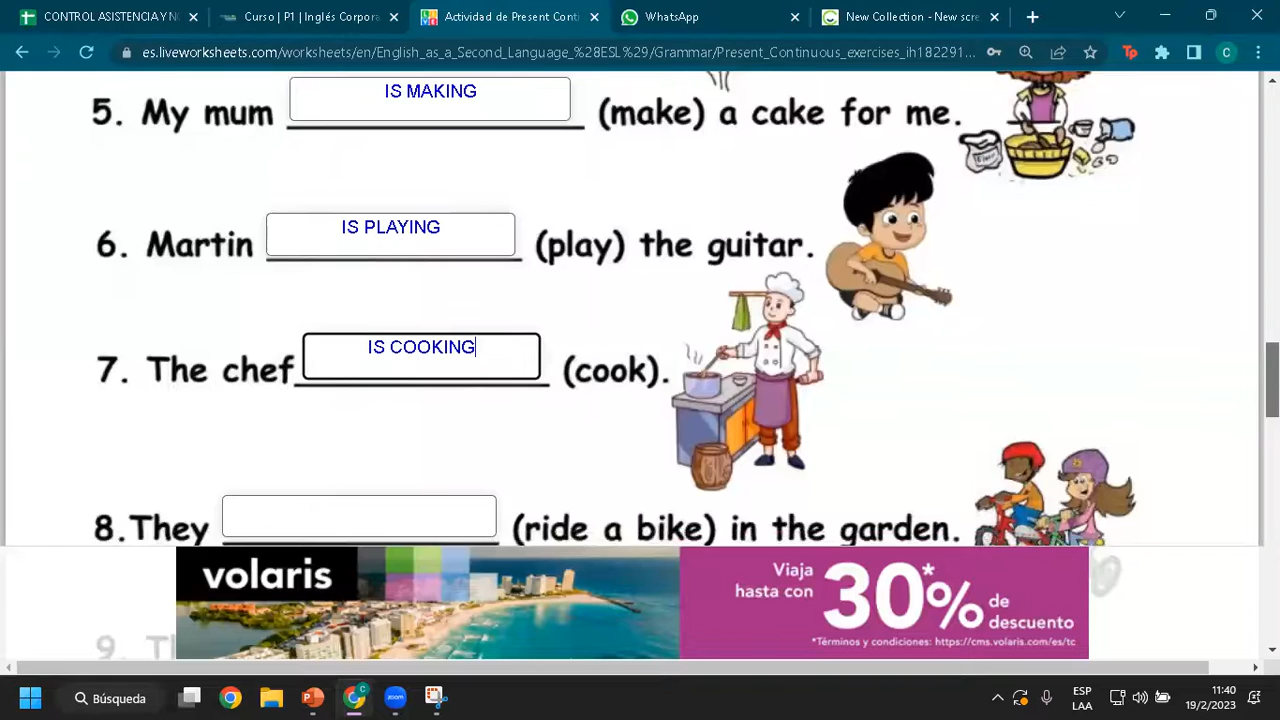 CONTROL ASISTENCIA Y N
Curso | P1 | Inglés Corpora
Actividad de Present Conti
WhatsApp
New Collection - New scre
es.liveworksheets.com/worksheets/en/English_as_a_Second_Language_%28ESL%29/Grammar/Present_Continuous_exercises_ih182291...
5. My mum IS MAKING (make) a cake for me.
6. Martin IS PLAYING (play) the guitar.
7. The chef IS COOKING (cook).
8.They (ride a bike) in the garden.
volaris
Viaja
hasta con
30%*
de
descuento
*Términos y condiciones: https://cms.volaris.com/es/tc
9. T
Búsqueda
ESP
LAA
11:40
19/2/2023